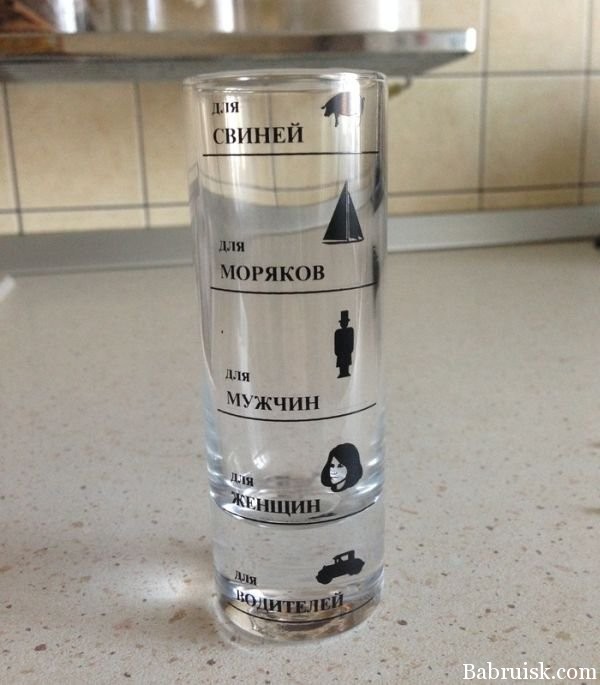 для
СВИНЕЙ
для
МОРЯКОВ
для
МУЖЧИН
для
ЖЕНЩИН
для
ВОДИТЕЛЕЙ
Babruisk.com